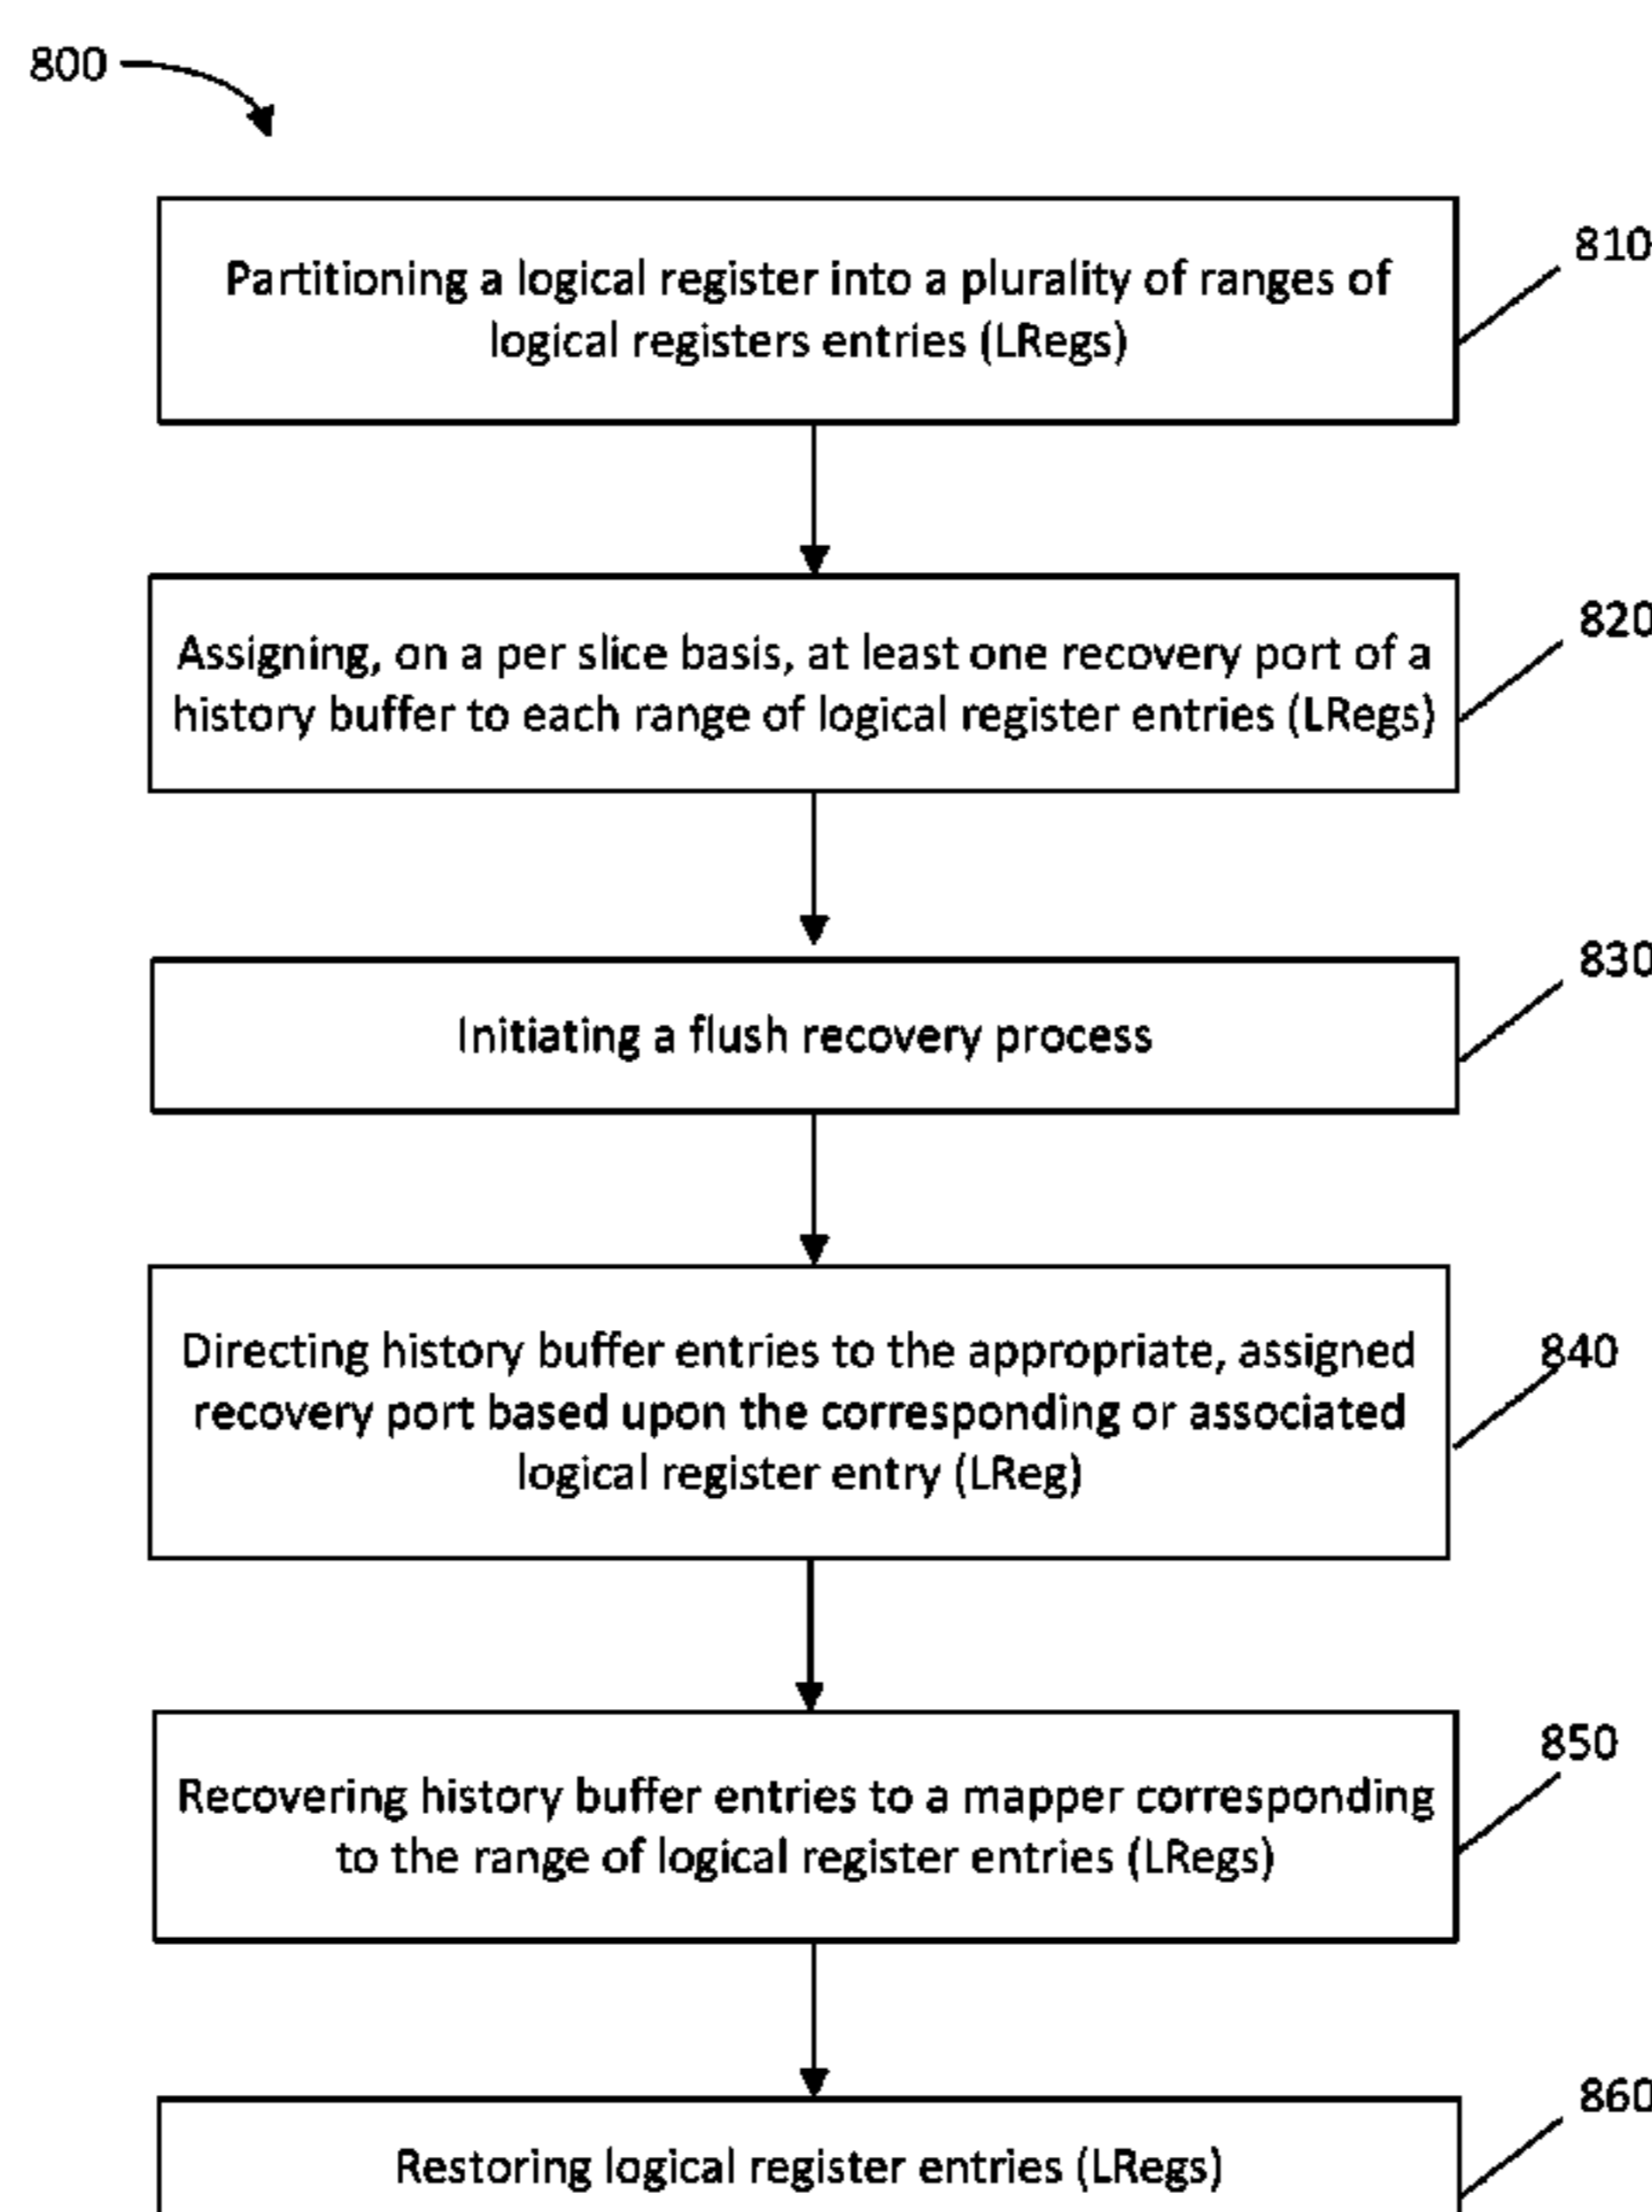 800
810
Partitioning a logical register into a plurality of ranges of
logical registers entries (LRegs)
820
Assigning, on a per slice basis, at least one recovery port of a
history buffer to each range of logical register entries (LRegs)
830
Initiating a flush recovery process
840
Directing history buffer entries to the appropriate, assigned
recovery port based upon the corresponding or associated
logical register entry (LReg)
850
Recovering history buffer entries to a mapper corresponding
to the range of logical register entries (LRegs)
860
Restoring logical register entries (LRegs)